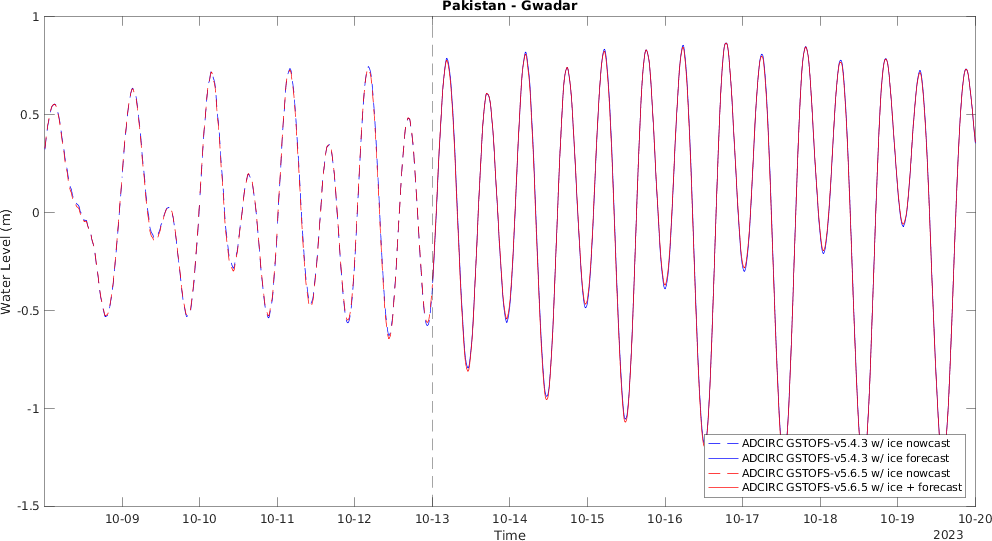 Pakistan - Gwadar
Water Level (m)
1
0.5
0
-0.5
-1
-1.5
ADCIRC GSTOFS-v5.4.3 w/ ice nowcast
ADCIRC GSTOFS-v5.4.3 w/ ice forecast
ADCIRC GSTOFS-v5.6.5 w/ ice nowcast
ADCIRC GSTOFS-v5.6.5 w/ ice + forecast
10-09 10-10 10-11 10-12 10-13 10-14 10-15 10-16 10-17 10-18 10-19 10-20
Time
2023